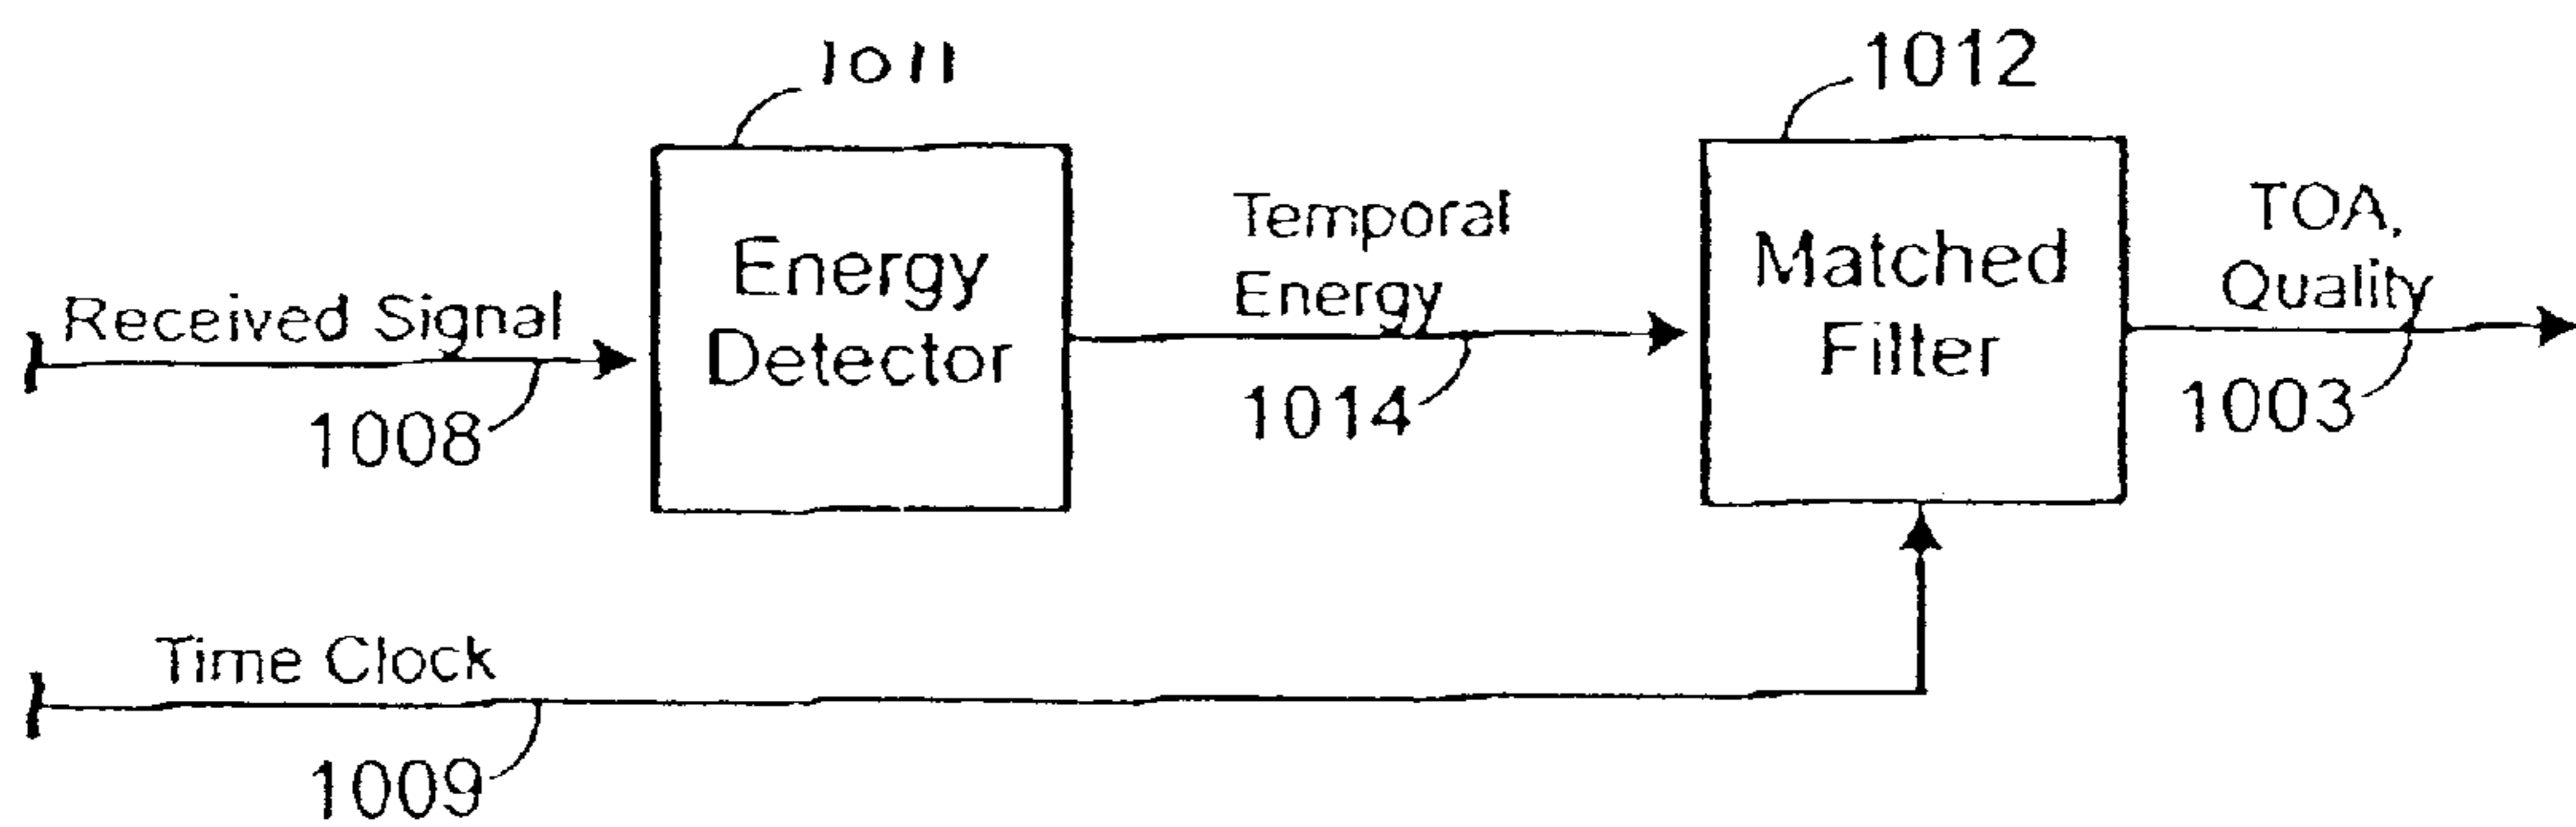 1011
1012
Received Signal
1008
Energy
Detector
Temporal
Energy
1014
Matched
Filter
TOA,
Quality
1003
Time Clock
1009